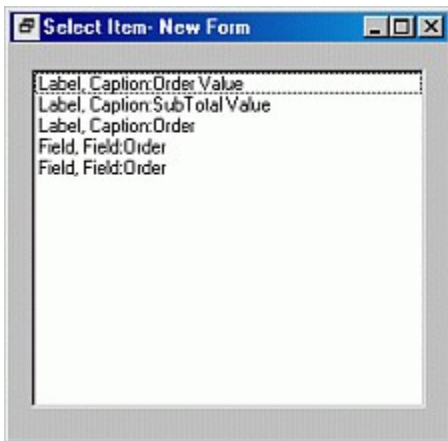 Select Item- New Form
Label, Caption:Order Value
Label, Caption:SubTotal Value
Label, Caption:Order
Field, Field:Order
Field, Field:Order